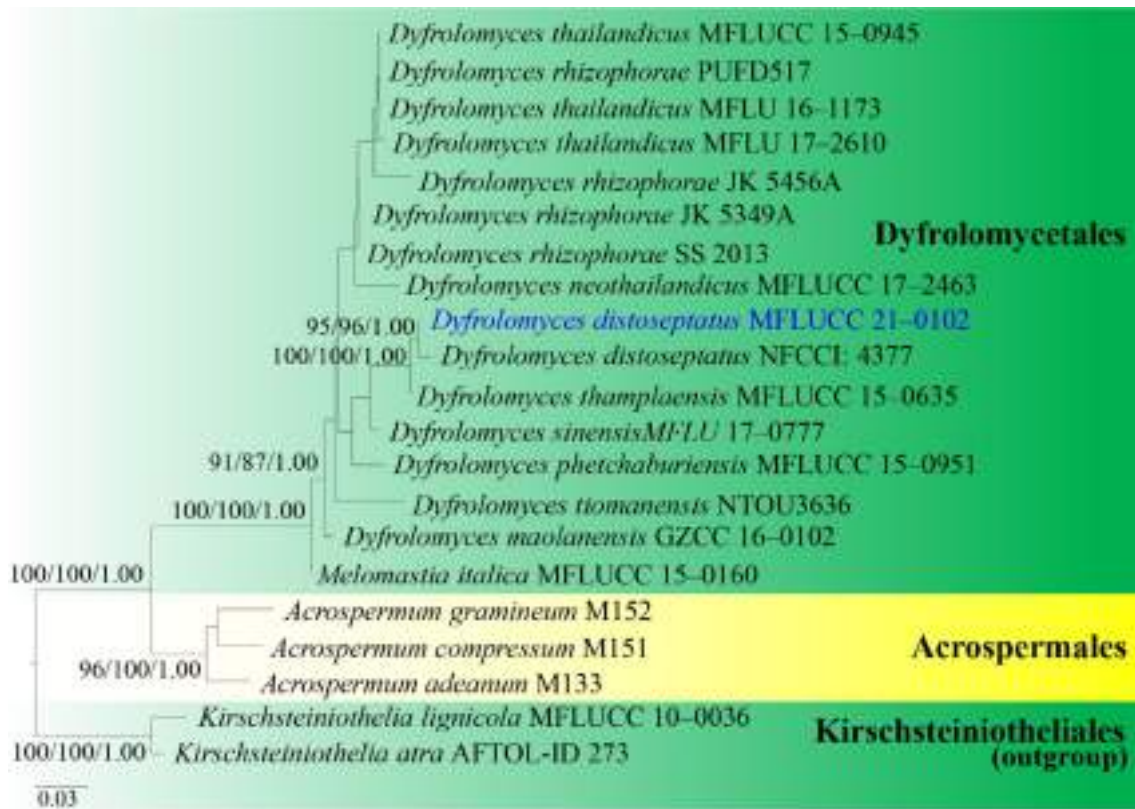 Dyfrolomyces thailandicus MFLUCC 15–0945
Dyfrolomyces rhizophorae PUFD517
Dyfrolomyces thailandicus MFLU 16–1173
Dyfrolomyces thailandicus MFLU 17–2610
Dyfrolomyces rhizophorae JK 5456A
Dyfrolomyces rhizophorae JK 5349A
Dyfrolomycetales
Dyfrolomyces rhizophorae SS 2013
Dyfrolomyces neothailandicus MFLUCC 17–2463
95/96/1.00
Dyfrolomyces distoseptatus MFLUCC 21–0102
100/100/1.00
Dyfrolomyces distoseptatus NFCCI: 4377
Dyfrolomyces thamplaensis MFLUCC 15–0635
Dyfrolomyces sinensisMFLU 17–0777
91/87/1.00
Dyfrolomyces phetchaburiensis MFLUCC 15–0951
100/100/1.00
Dyfrolomyces tiomanensis NTOU3636
Dyfrolomyces maolanensis GZCC 16–0102
100/100/1.00
Melomastia italica MFLUCC 15–0160
Acrospermum gramineum M152
Acrospermum compressum M151
Acrospermales
96/100/1.00
Acrospermum adeanum M133
Kirschsteiniothelia lignicola MFLUCC 10–0036
Kirschsteiniotheliales
(outgroup)
100/100/1.00
Kirschsteiniothelia atra AFTOL-ID 273
0.03